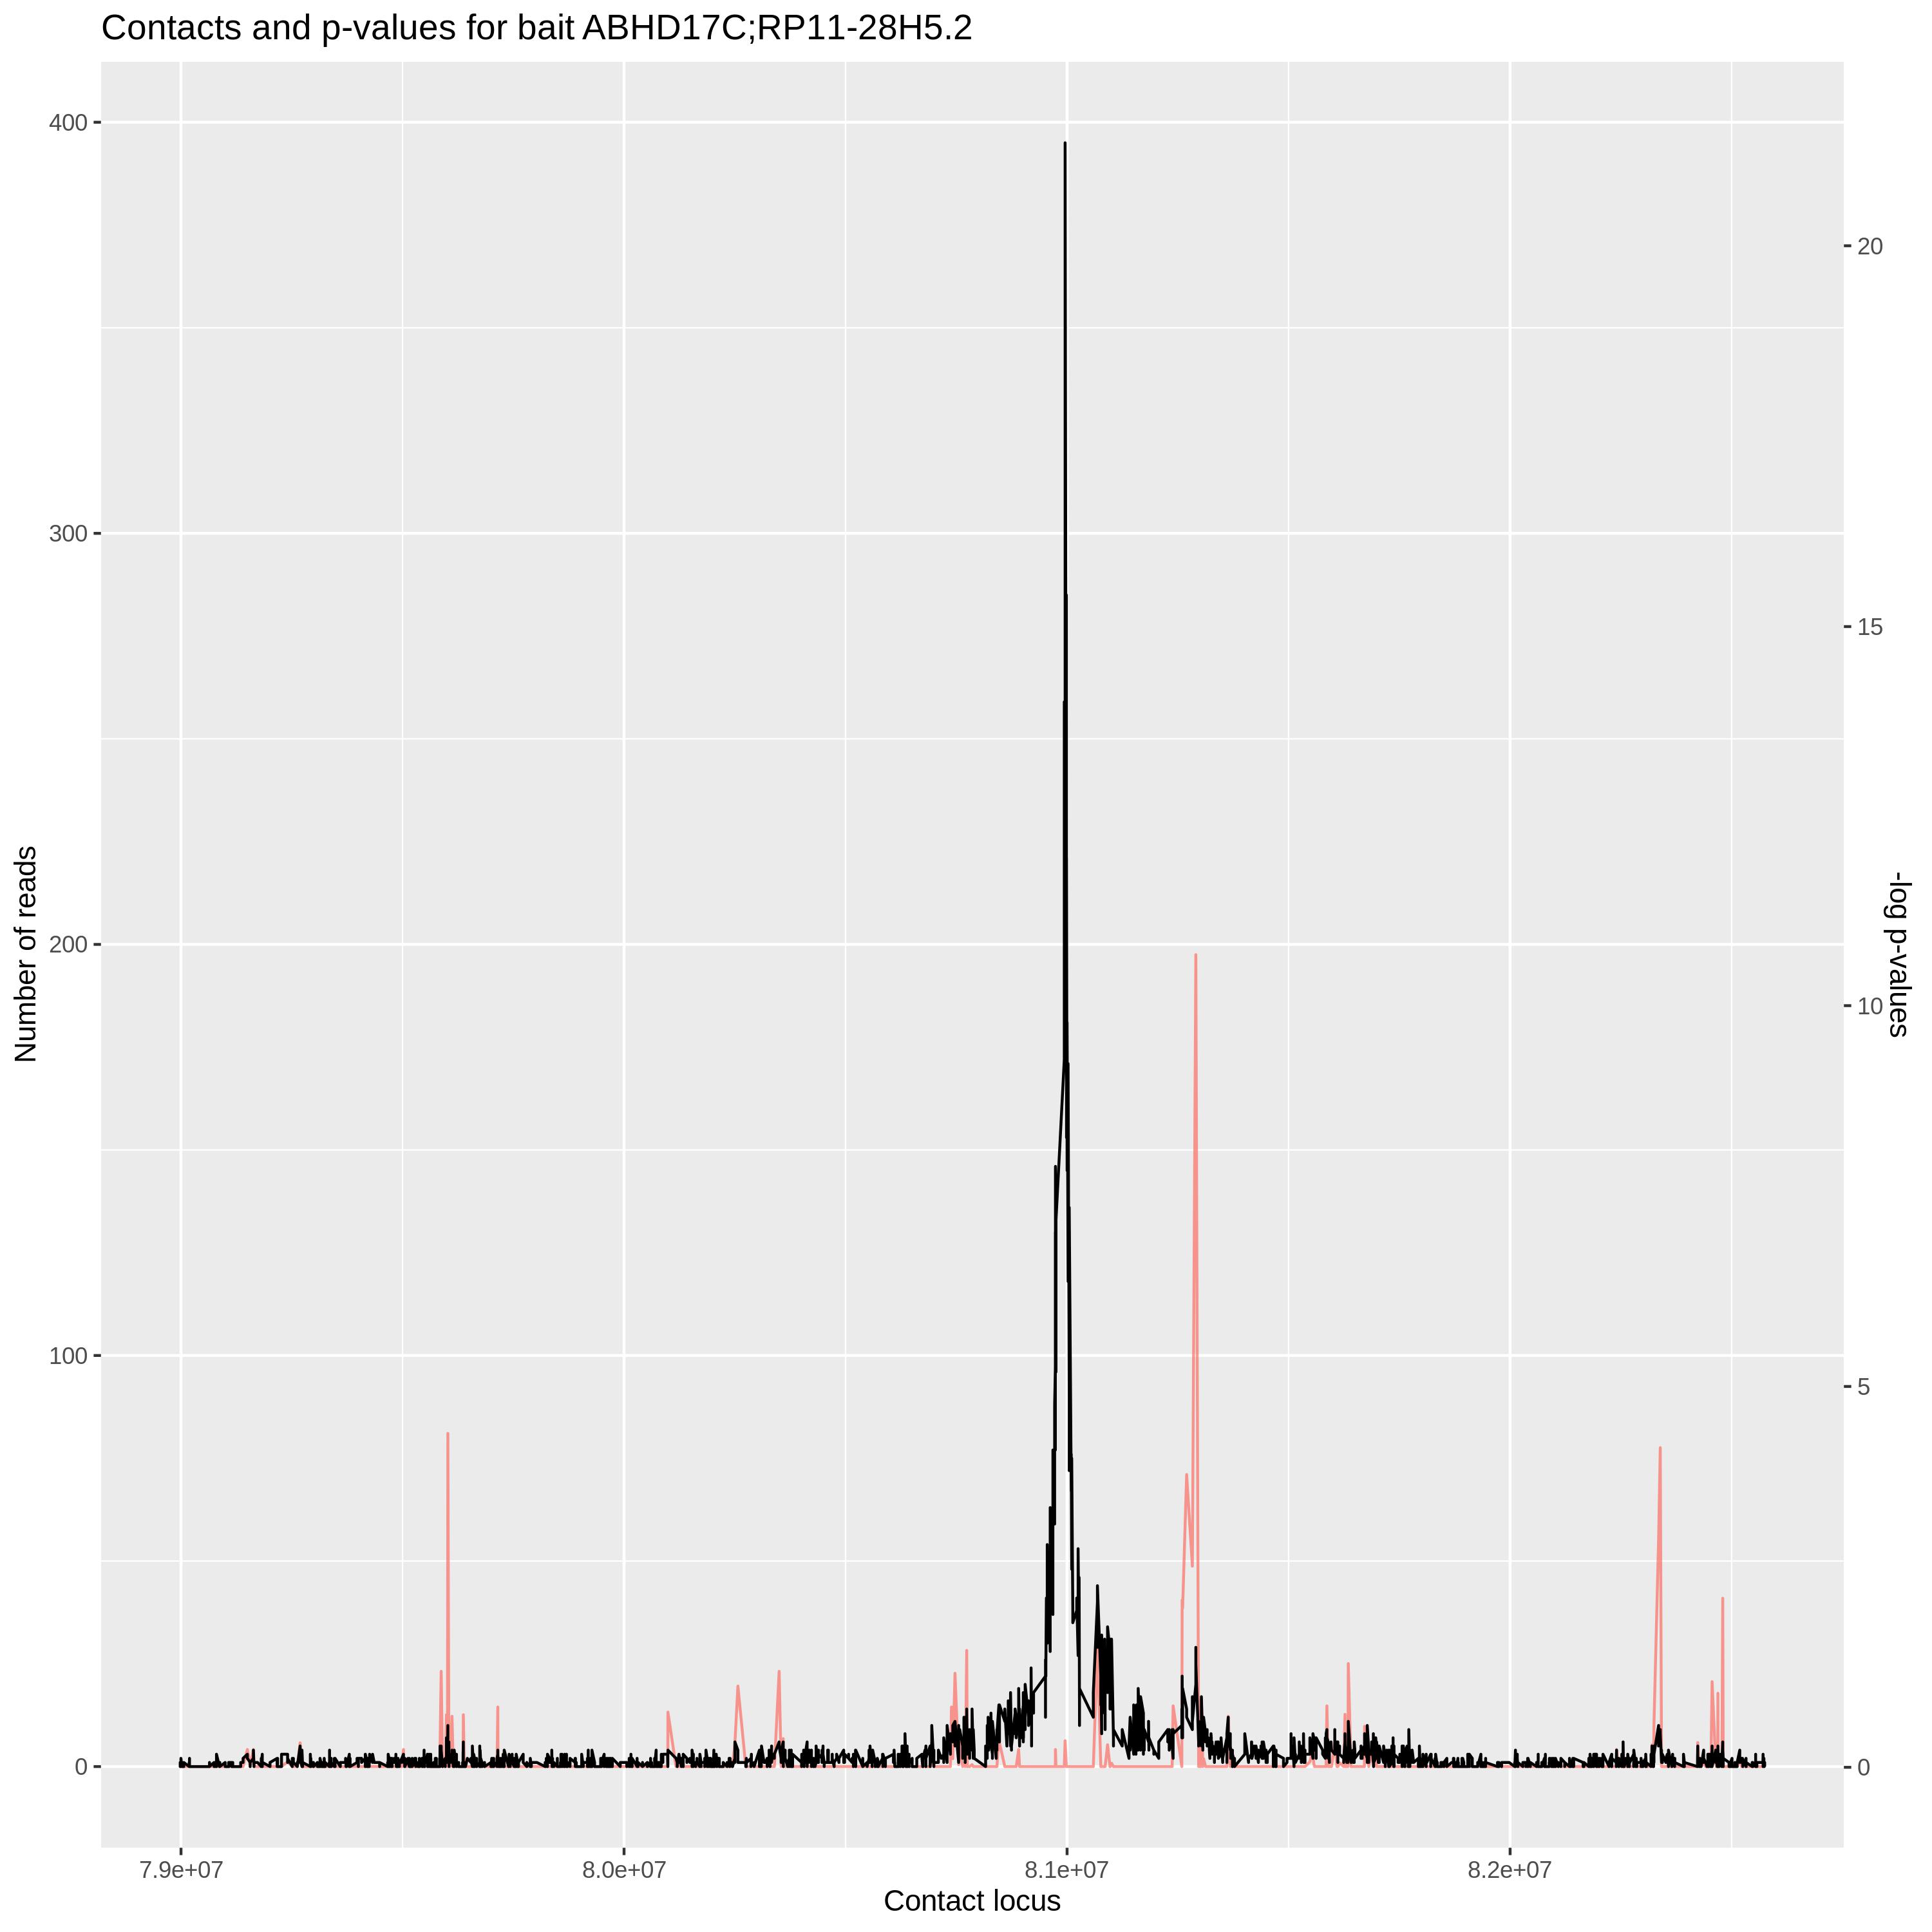 Contacts and p-values for bait ABHD17C;RP11-28H5.2
400
300
200
100
0
Number of reads
20
15
10
5
0
-log p-values
7.9e+07
8.0e+07
8.1e+07
8.2e+07
Contact locus